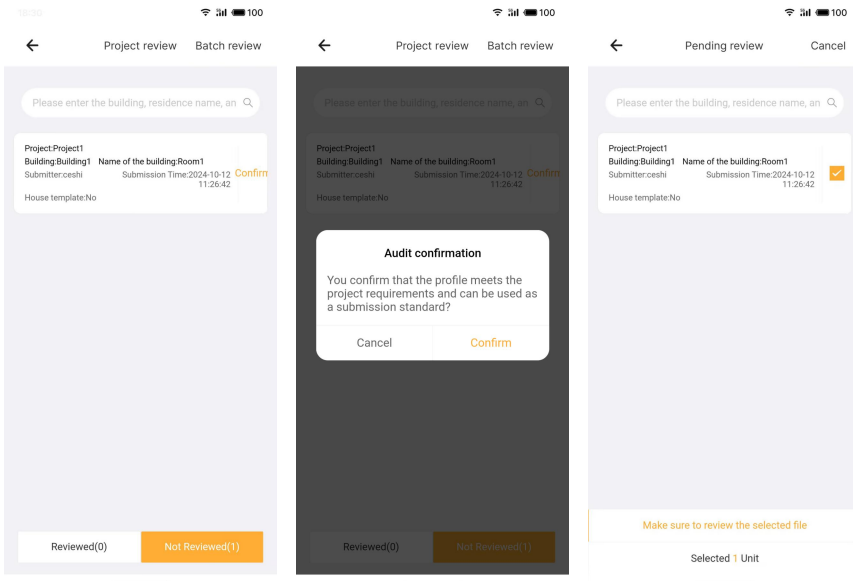 18:30
100
Project review Batch review
Please enter the building, residence name, an
Project:Project1
Building:Building1 Name of the building:Room1
Submitter:ceshi Submission Time:2024-10-12 Confirm
11:26:42
House template:No
Reviewed(0) Not Reviewed(1)
100
Project review Batch review
Please enter the building, residence name, an
Project:Project1
Building:Building1 Name of the building:Room1
Submitter:ceshi Submission Time:2024-10-12 Confirm
11:26:42
House template:No
Audit confirmation
You confirm that the profile meets the
project requirements and can be used as
a submission standard?
Cancel Confirm
Reviewed(0) Not Reviewed(1)
100
Pending review Cancel
Please enter the building, residence name, an
Project:Project1
Building:Building1 Name of the building:Room1
Submitter:ceshi Submission Time:2024-10-12
11:26:42
House template:No
Make sure to review the selected file
Selected 1 Unit